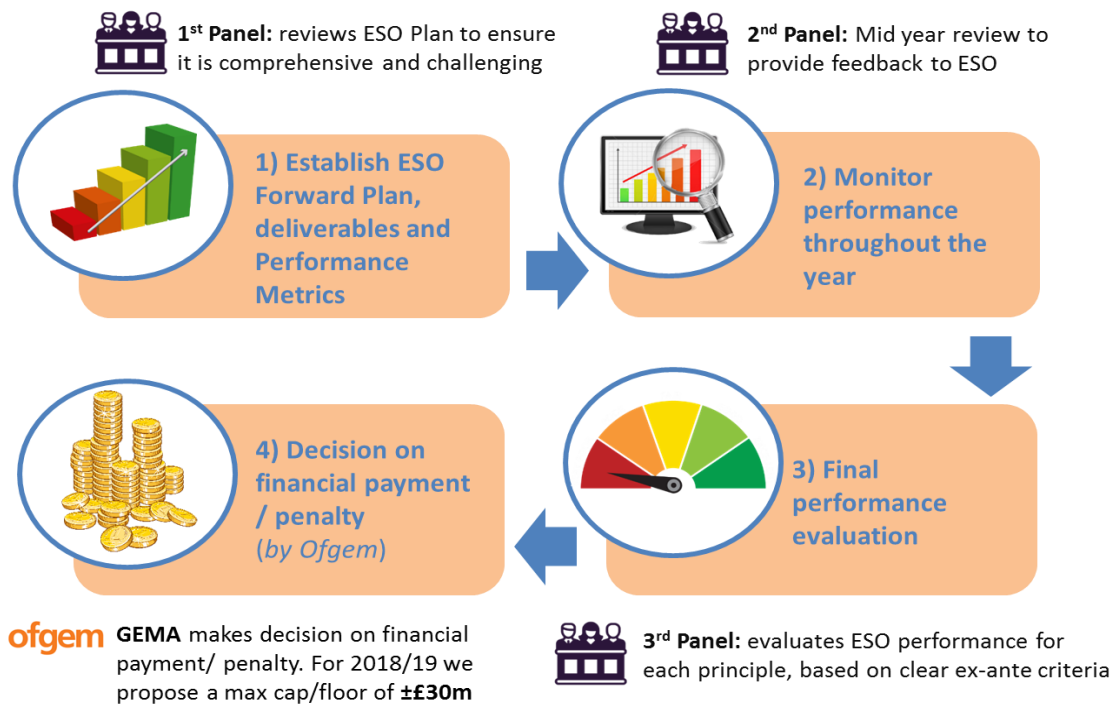 1st Panel: reviews ESO Plan to ensure
it is comprehensive and challenging
2nd Panel: Mid year review to
provide feedback to ESO
1) Establish ESO
Forward Plan,
deliverables and
Performance
Metrics
2) Monitor
performance
throughout the
year
3) Final
performance
evaluation
4) Decision on
financial payment
/ penalty
(by Ofgem)
ofgem
GEMA makes decision on financial
payment/ penalty. For 2018/19 we
propose a max cap/floor of ±£30m
3rd Panel: evaluates ESO performance for
each principle, based on clear ex-ante criteria